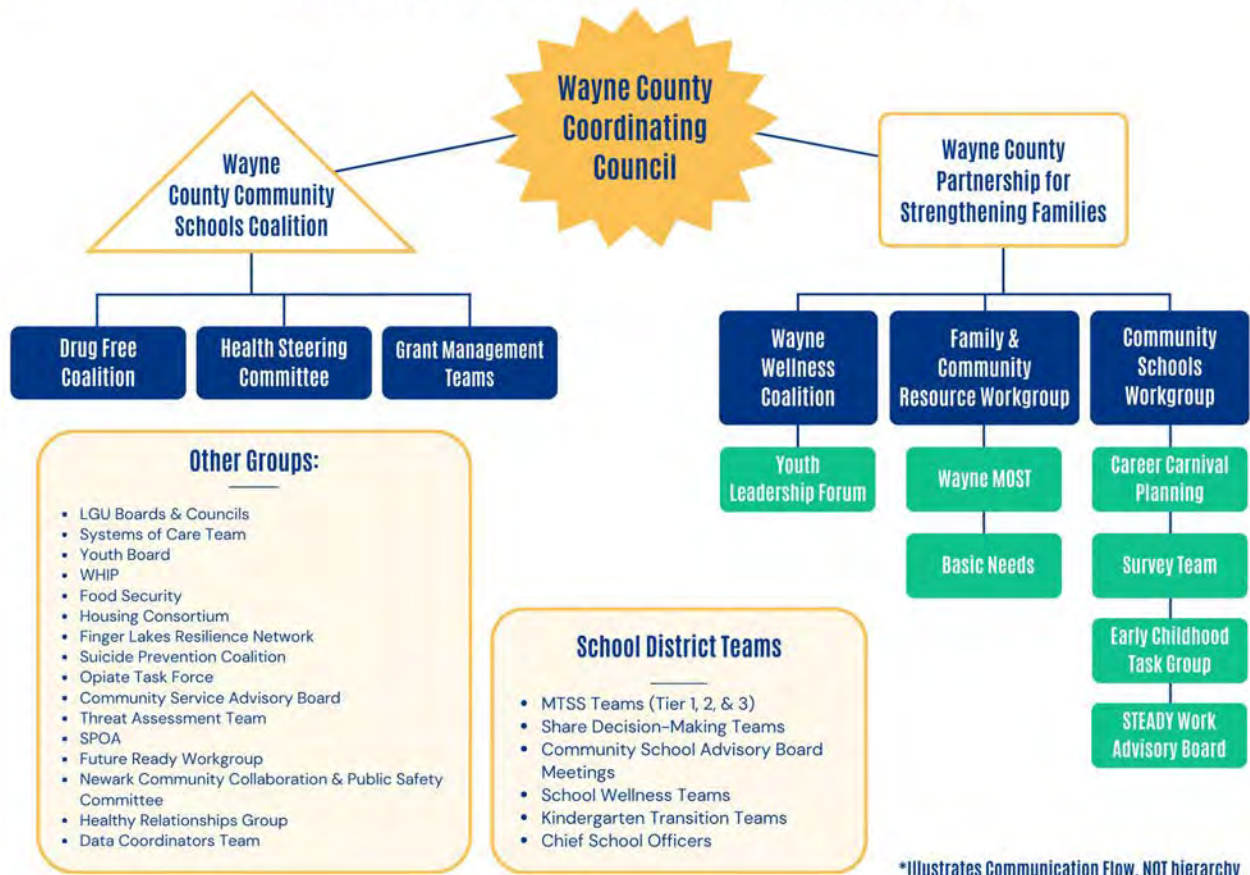 Wayne County
Coordinating
Council
Wayne
County Community
Schools Coalition
Wayne County
Partnership for
Strengthening Families
Drug Free
Coalition
Health Steering
Committee
Grant Management
Teams
Wayne
Wellness
Coalition
Family &
Community
Resource Workgroup
Community
Schools
Workgroup
Youth
Leadership Forum
Wayne MOST
Basic Needs
Career Carnival
Planning
Survey Team
Early Childhood
Task Group
STEADY Work
Advisory Board
Other Groups:
• LGU Boards & Councils
• Systems of Care Team
• Youth Board
• WHIP
• Food Security
• Housing Consortium
• Finger Lakes Resilience Network
• Suicide Prevention Coalition
• Opiate Task Force
• Community Service Advisory Board
• Threat Assessment Team
• SPOA
• Future Ready Workgroup
• Newark Community Collaboration & Public Safety
Committee
• Healthy Relationships Group
• Data Coordinators Team
School District Teams
• MTSS Teams (Tier 1, 2, & 3)
• Share Decision-Making Teams
• Community School Advisory Board
Meetings
• School Wellness Teams
• Kindergarten Transition Teams
• Chief School Officers
*Illustrates Communication Flow, NOT hierarchy